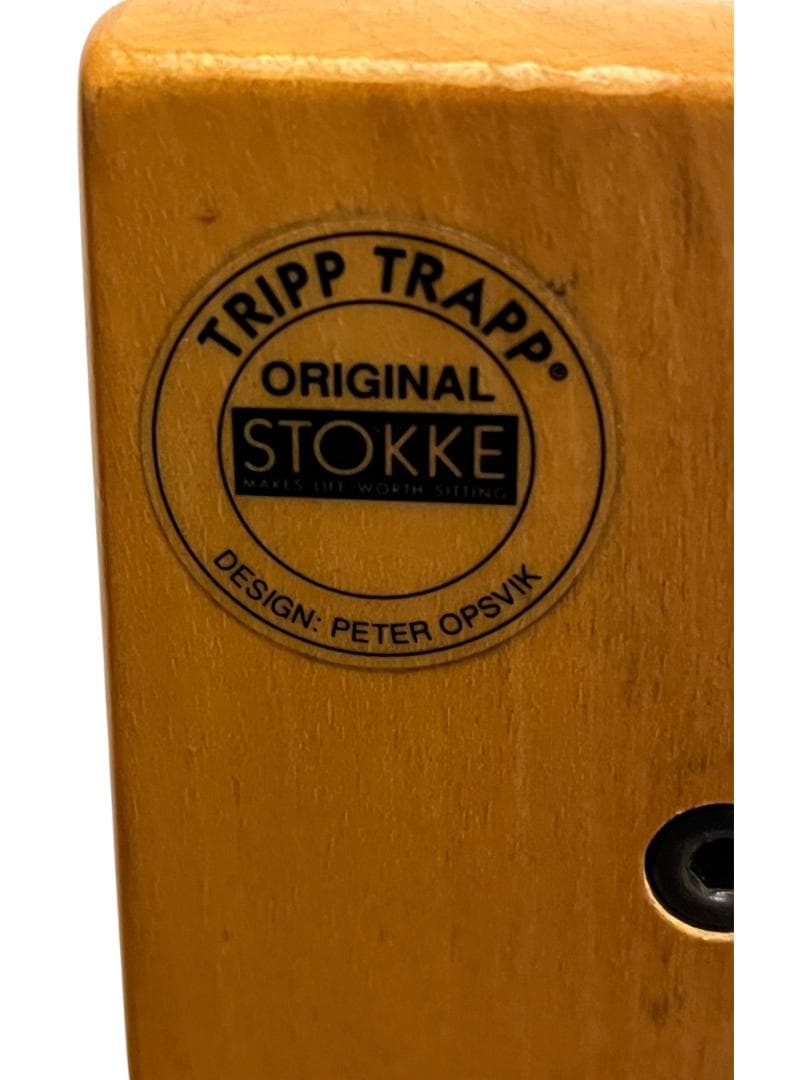 TRIPP TRAPP®
ORIGINAL
STOKKE
MAKES LIFE WORTH SITTING
DESIGN: PETER OPSVIK